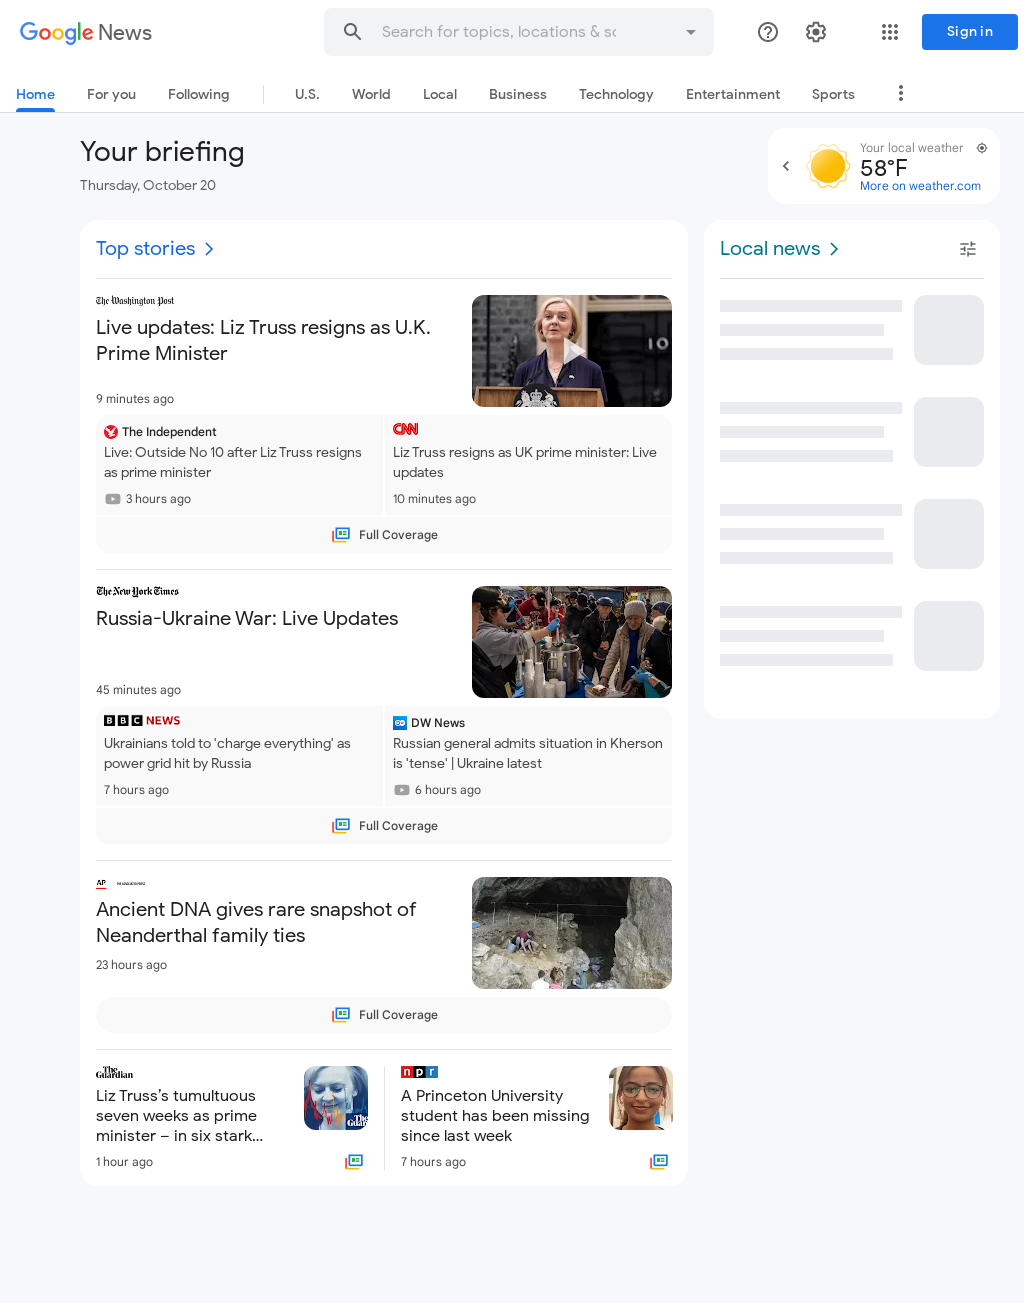 Google News
Search for topics, locations & so
Sign in
Home
For you
Following
U.S.
World
Local
Business
Technology
Entertainment
Sports
Your briefing
Thursday, October 20
Your local weather
58°F
More on weather.com
Top stories
Local news
The Washington Post
Live updates: Liz Truss resigns as U.K.
Prime Minister
9 minutes ago
10
The Independent
Live: Outside No 10 after Liz Truss resigns
as prime minister
3 hours ago
CNN
Liz Truss resigns as UK prime minister: Live
updates
10 minutes ago
Full Coverage
The New York Times
Russia-Ukraine War: Live Updates
45 minutes ago
BBC NEWS
Ukrainians told to 'charge everything' as
power grid hit by Russia
7 hours ago
DW News
Russian general admits situation in Kherson
is 'tense' | Ukraine latest
6 hours ago
Full Coverage
AP THE ASSOCIATED PRESS
Ancient DNA gives rare snapshot of
Neanderthal family ties
23 hours ago
Full Coverage
The
Guardian
Liz Truss’s tumultuous
seven weeks as prime
minister – in six stark…
1 hour ago
The
Guar
npr
A Princeton University
student has been missing
since last week
7 hours ago